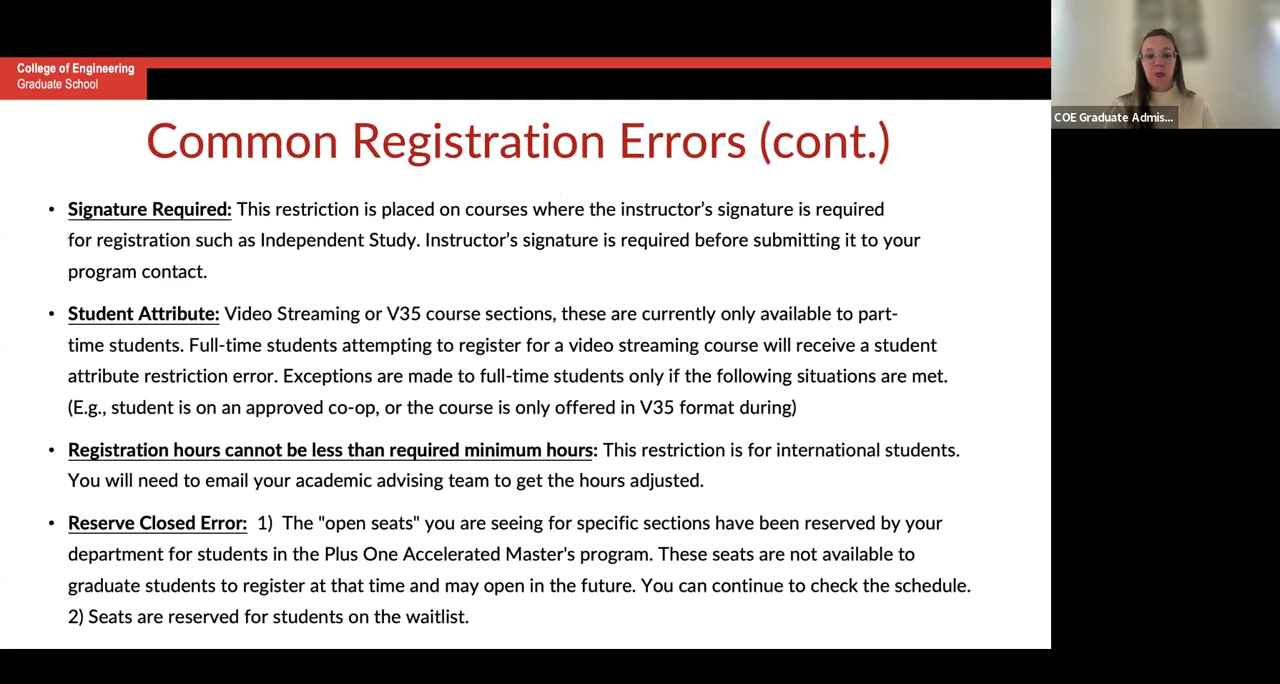 College of Engineering
Graduate School
COE Graduate Admis...
Common Registration Errors (cont.)
• Signature Required: This restriction is placed on courses where the instructor’s signature is required
for registration such as Independent Study. Instructor’s signature is required before submitting it to your
program contact.
• Student Attribute: Video Streaming or V35 course sections, these are currently only available to part-
time students. Full-time students attempting to register for a video streaming course will receive a student
attribute restriction error. Exceptions are made to full-time students only if the following situations are met.
(E.g., student is on an approved co-op, or the course is only offered in V35 format during)
• Registration hours cannot be less than required minimum hours: This restriction is for international students.
You will need to email your academic advising team to get the hours adjusted.
• Reserve Closed Error: 1) The "open seats" you are seeing for specific sections have been reserved by your
department for students in the Plus One Accelerated Master's program. These seats are not available to
graduate students to register at that time and may open in the future. You can continue to check the schedule.
2) Seats are reserved for students on the waitlist.